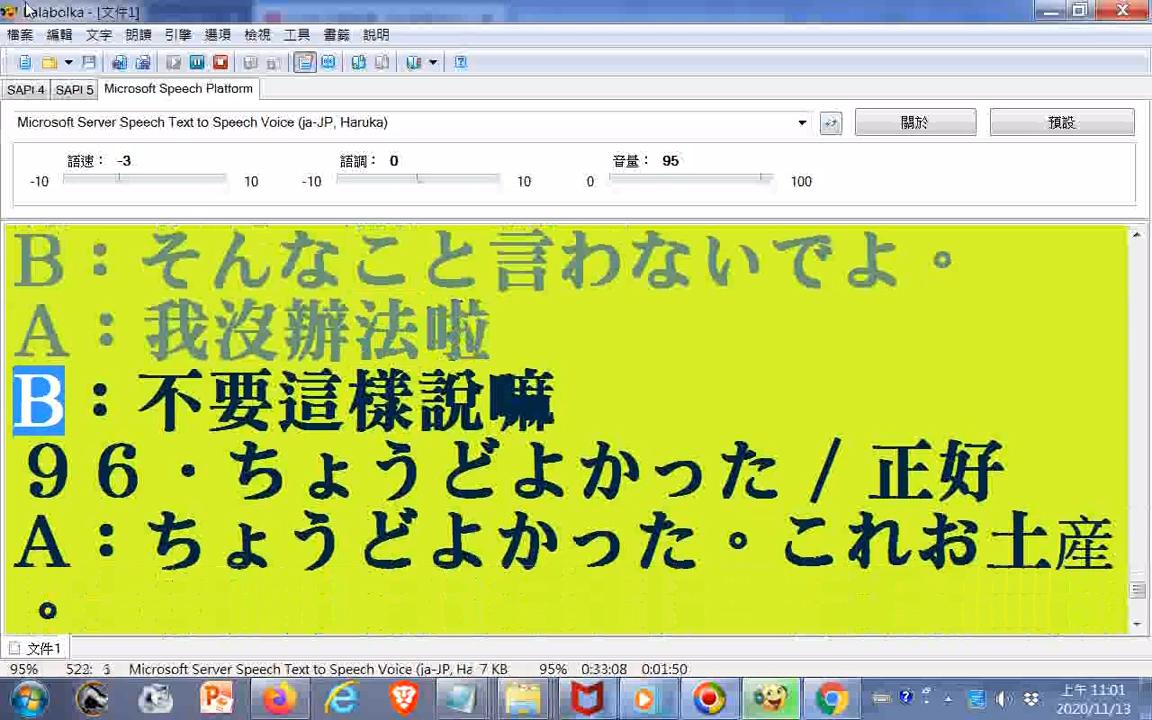 Balabolka - [文件1]
檔案 編輯 文字 朗讀 引擎 選項 檢視 工具 書籤 說明
SAPI 4 SAPI 5 Microsoft Speech Platform
Microsoft Server Speech Text to Speech Voice (ja-JP, Haruka) 關於 預設
語速： -3 語調： 0 音量： 95
-10 10 -10 10 0 100
B：そんなこと言わないでよ。
A：我沒辦法啦
B：不要這樣說嘛
９６．ちょうどよかった / 正好
A：ちょうどよかった。これお土産
。
文件1
95% 522: Microsoft Server Speech Text to Speech Voice (ja-JP, Ha 7 KB 95% 0:33:08 0:01:50
上午 11:01
2020/11/13